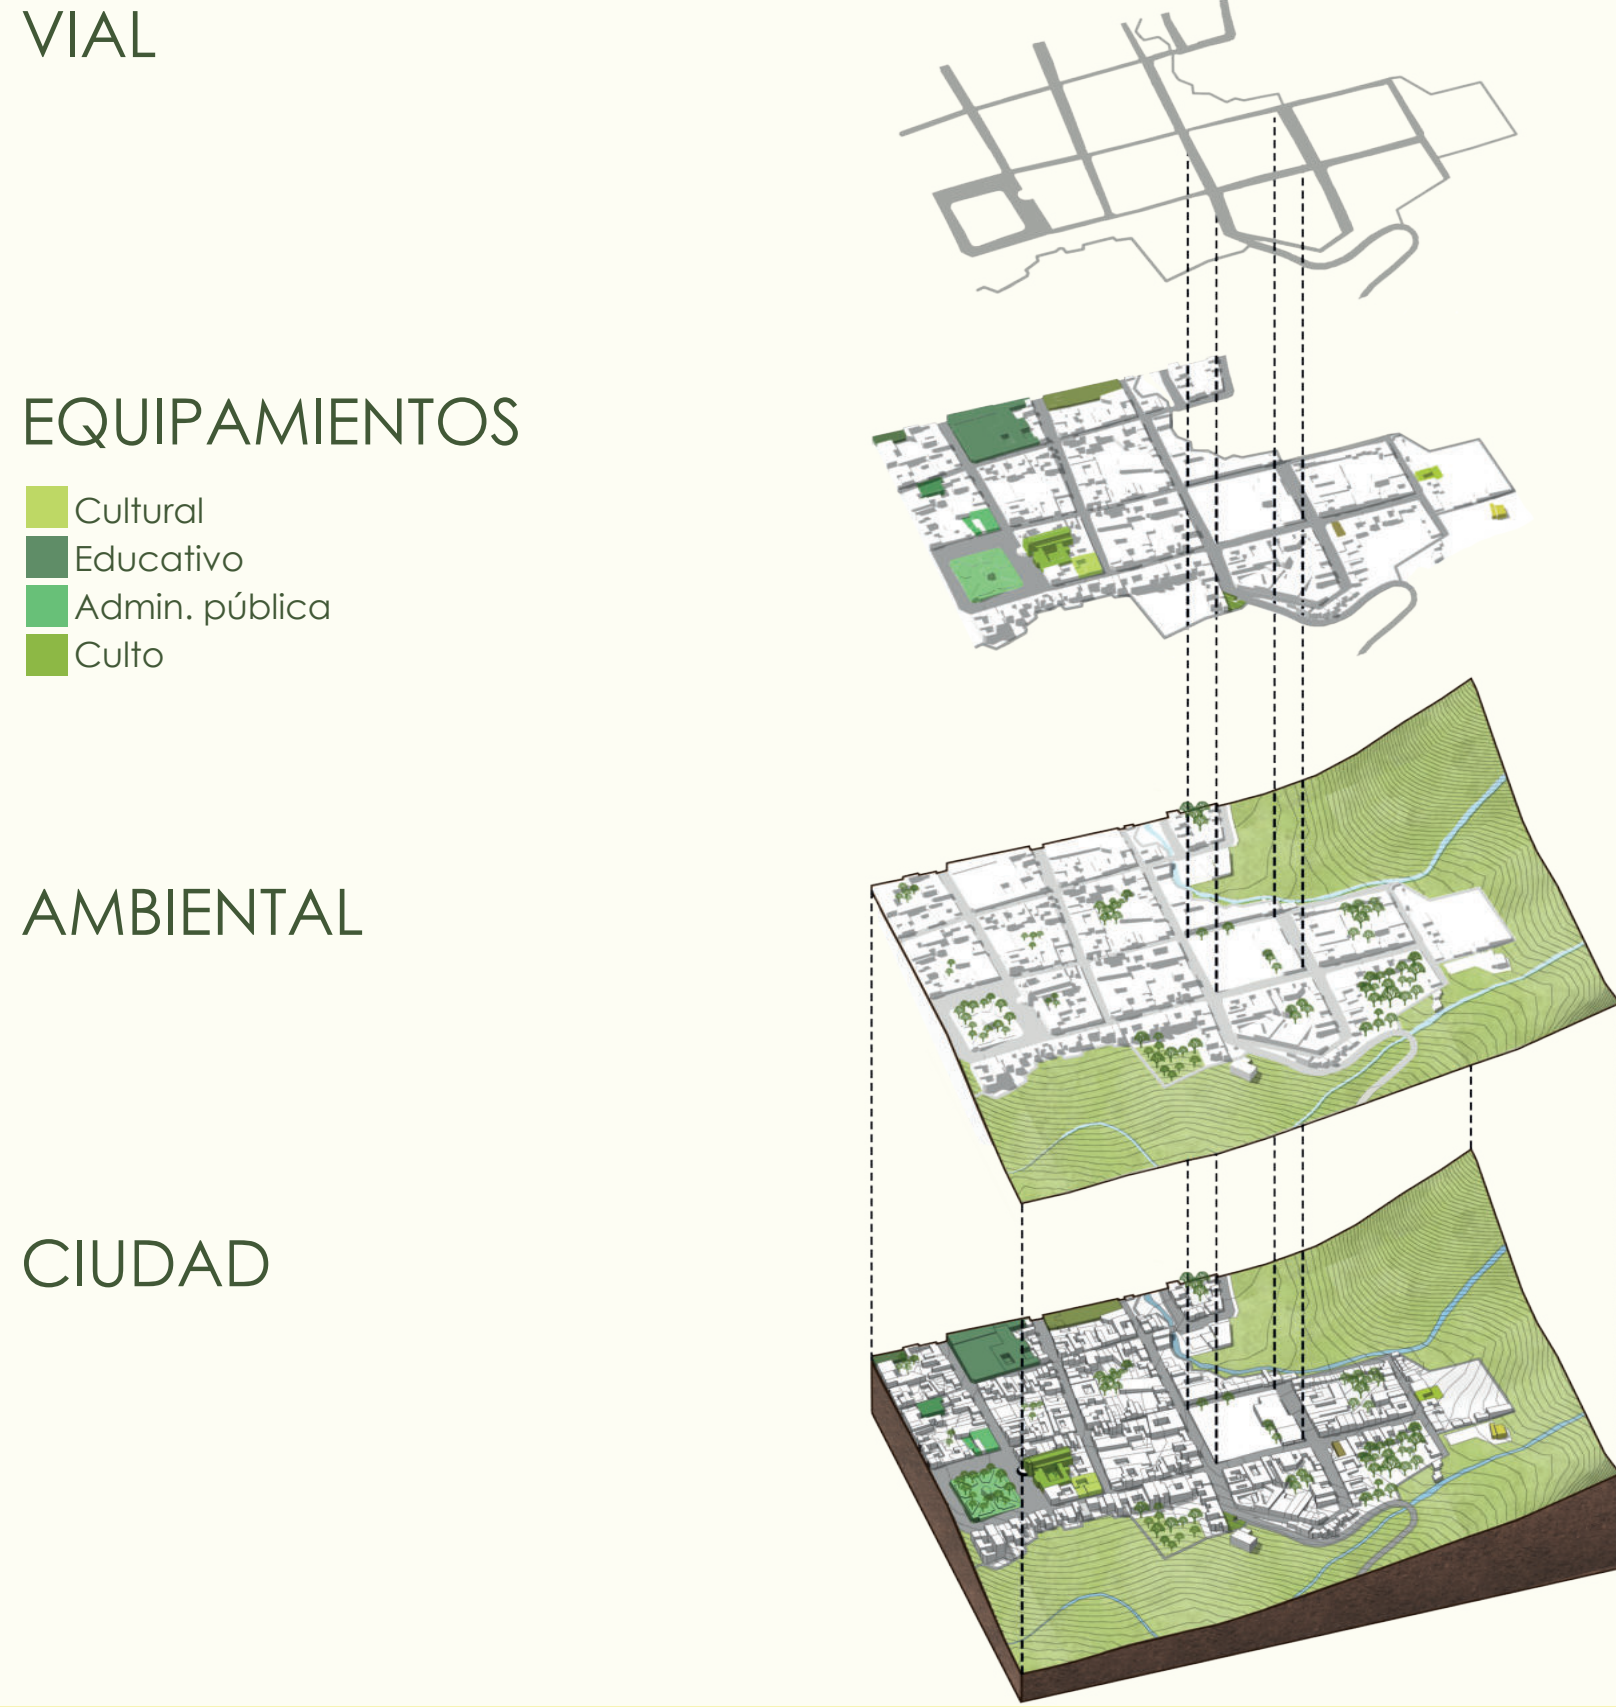 VIAL
EQUIPAMIENTOS
Cultural
Educativo
Admin. pública
Culto
AMBIENTAL
CIUDAD